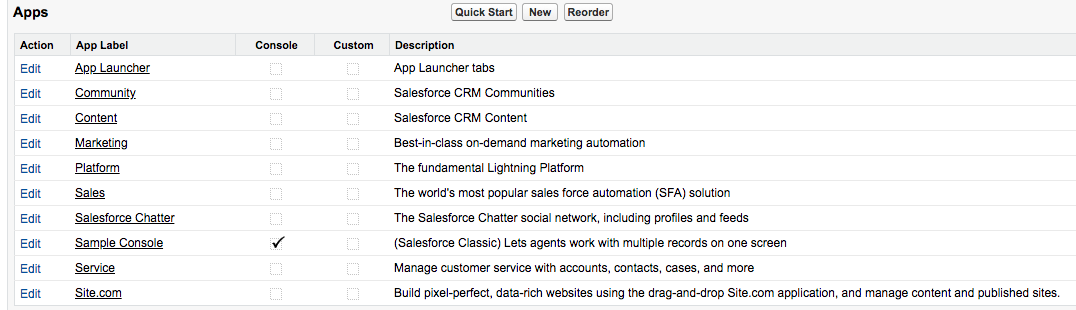 Apps Quick Start New Reorder
Action App Label Console Custom Description
Edit App Launcher App Launcher tabs
Edit Community Salesforce CRM Communities
Edit Content Salesforce CRM Content
Edit Marketing Best-in-class on-demand marketing automation
Edit Platform The fundamental Lightning Platform
Edit Sales The world's most popular sales force automation (SFA) solution
Edit Salesforce Chatter The Salesforce Chatter social network, including profiles and feeds
Edit Sample Console (Salesforce Classic) Lets agents work with multiple records on one screen
Edit Service Manage customer service with accounts, contacts, cases, and more
Edit Site.com Build pixel-perfect, data-rich websites using the drag-and-drop Site.com application, and manage content and published sites.